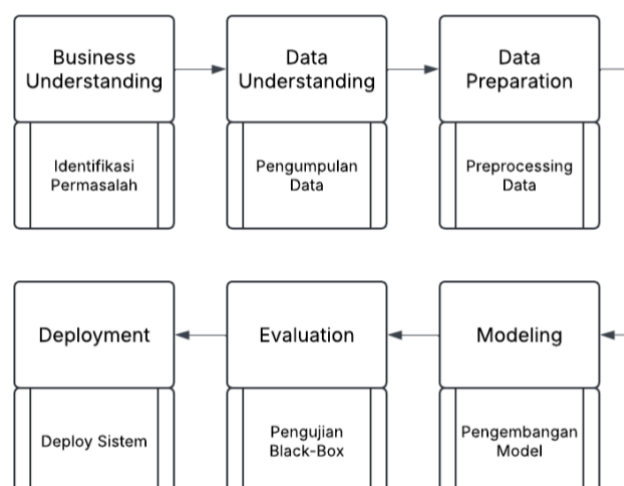 Business
Understanding
Identifikasi
Permasalah
Data
Understanding
Pengumpulan
Data
Data
Preparation
Preprocessing
Data
Modeling
Pengembangan
Model
Evaluation
Pengujian
Black-Box
Deployment
Deploy Sistem